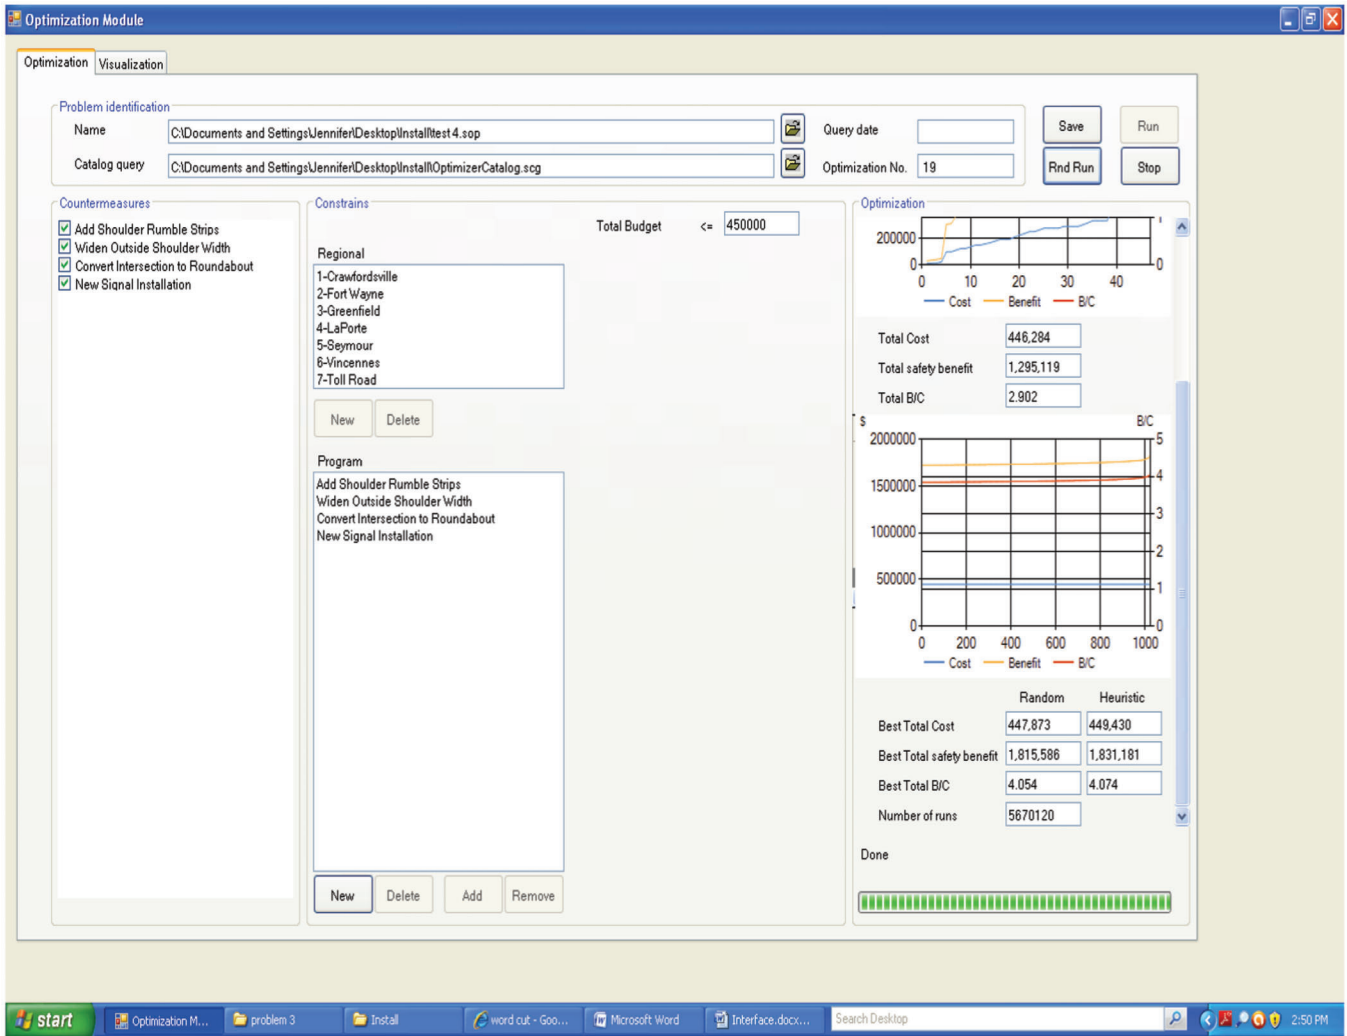 Optimization Module
Optimization Visualization
Problem identification
Name C:\Documents and Settings\Jennifer\Desktop\Install\test 4.sop Query date Save Run
Catalog query C:\Documents and Settings\Jennifer\Desktop\Install\OptimizerCatalog.scg Optimization No. 19 Rnd Run Stop
Countermeasures
Add Shoulder Rumble Strips
Widen Outside Shoulder Width
Convert Intersection to Roundabout
New Signal Installation
Constrains
Total Budget <= 450000
Regional
1-Crawfordsville
2-Fort Wayne
3-Greenfield
4-LaPorte
5-Seymour
6-Vincennes
7-Toll Road
New Delete
Program
Add Shoulder Rumble Strips
Widen Outside Shoulder Width
Convert Intersection to Roundabout
New Signal Installation
New Delete Add Remove
Optimization
200000 1
0 0
0 10 20 30 40
Cost Benefit B/C
Total Cost 446,284
Total safety benefit 1,295,119
Total B/C 2.902
$ B/C
2000000 5
1500000 4
3
1000000
2
500000
1
0 0
0 200 400 600 800 1000
Cost Benefit B/C
Random Heuristic
Best Total Cost 447,873 449,430
Best Total safety benefit 1,815,586 1,831,181
Best Total B/C 4.054 4.074
Number of runs 5670120
Done
start Optimization M... problem 3 Install word cut - Goo... Microsoft Word Interface.docx... Search Desktop 2:50 PM